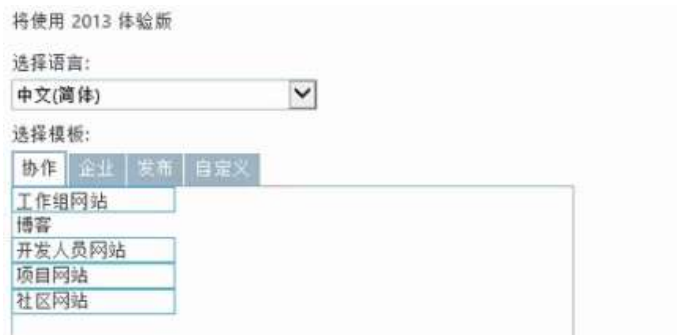 将使用 2013 体验版
选择语言:
中文(简体)
选择模板:
协作 企业 发布 自定义
工作组网站
博客
开发人员网站
项目网站
社区网站